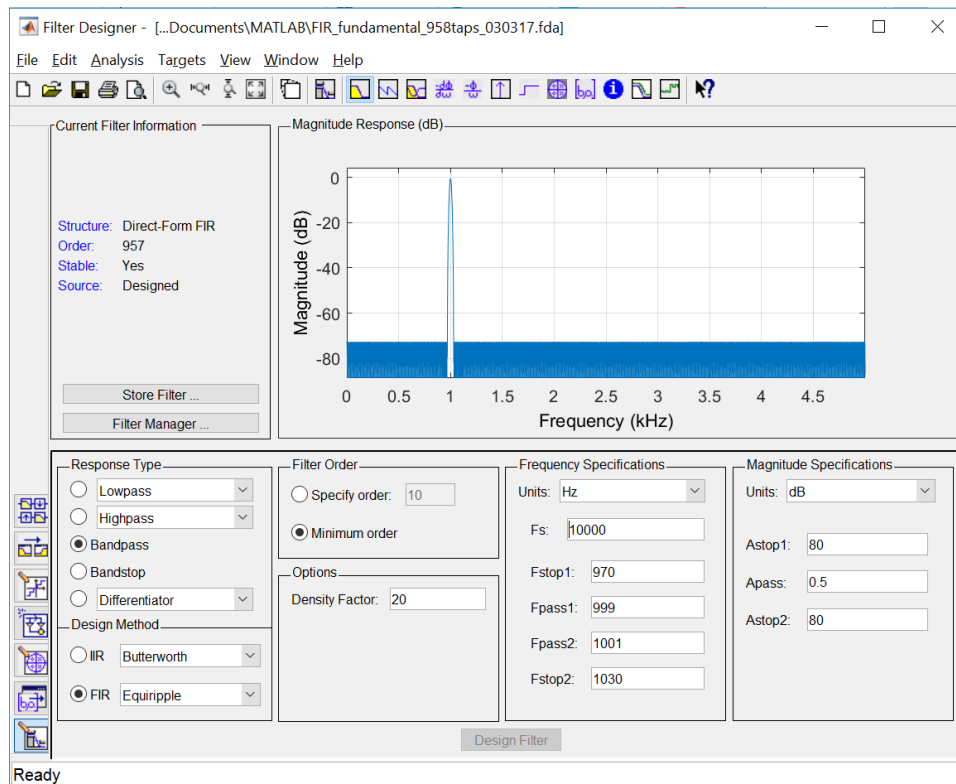 Filter Designer - [...Documents\MATLAB\FIR_fundamental_958taps_030317.fda]
File Edit Analysis Targets View Window Help
Current Filter Information
Structure: Direct-Form FIR
Order: 957
Stable: Yes
Source: Designed
Store Filter ...
Filter Manager ...
Magnitude Response (dB)
Magnitude (dB)
0
-20
-40
-60
-80
0 0.5 1 1.5 2 2.5 3 3.5 4 4.5
Frequency (kHz)
Response Type
Lowpass
Highpass
Bandpass
Bandstop
Differentiator
Design Method
IIR Butterworth
FIR Equiripple
Filter Order
Specify order: 10
Minimum order
Options
Density Factor: 20
Frequency Specifications
Units: Hz
Fs: 10000
Fstop1: 970
Fpass1: 999
Fpass2: 1001
Fstop2: 1030
Magnitude Specifications
Units: dB
Astop1: 80
Apass: 0.5
Astop2: 80
Design Filter
Ready